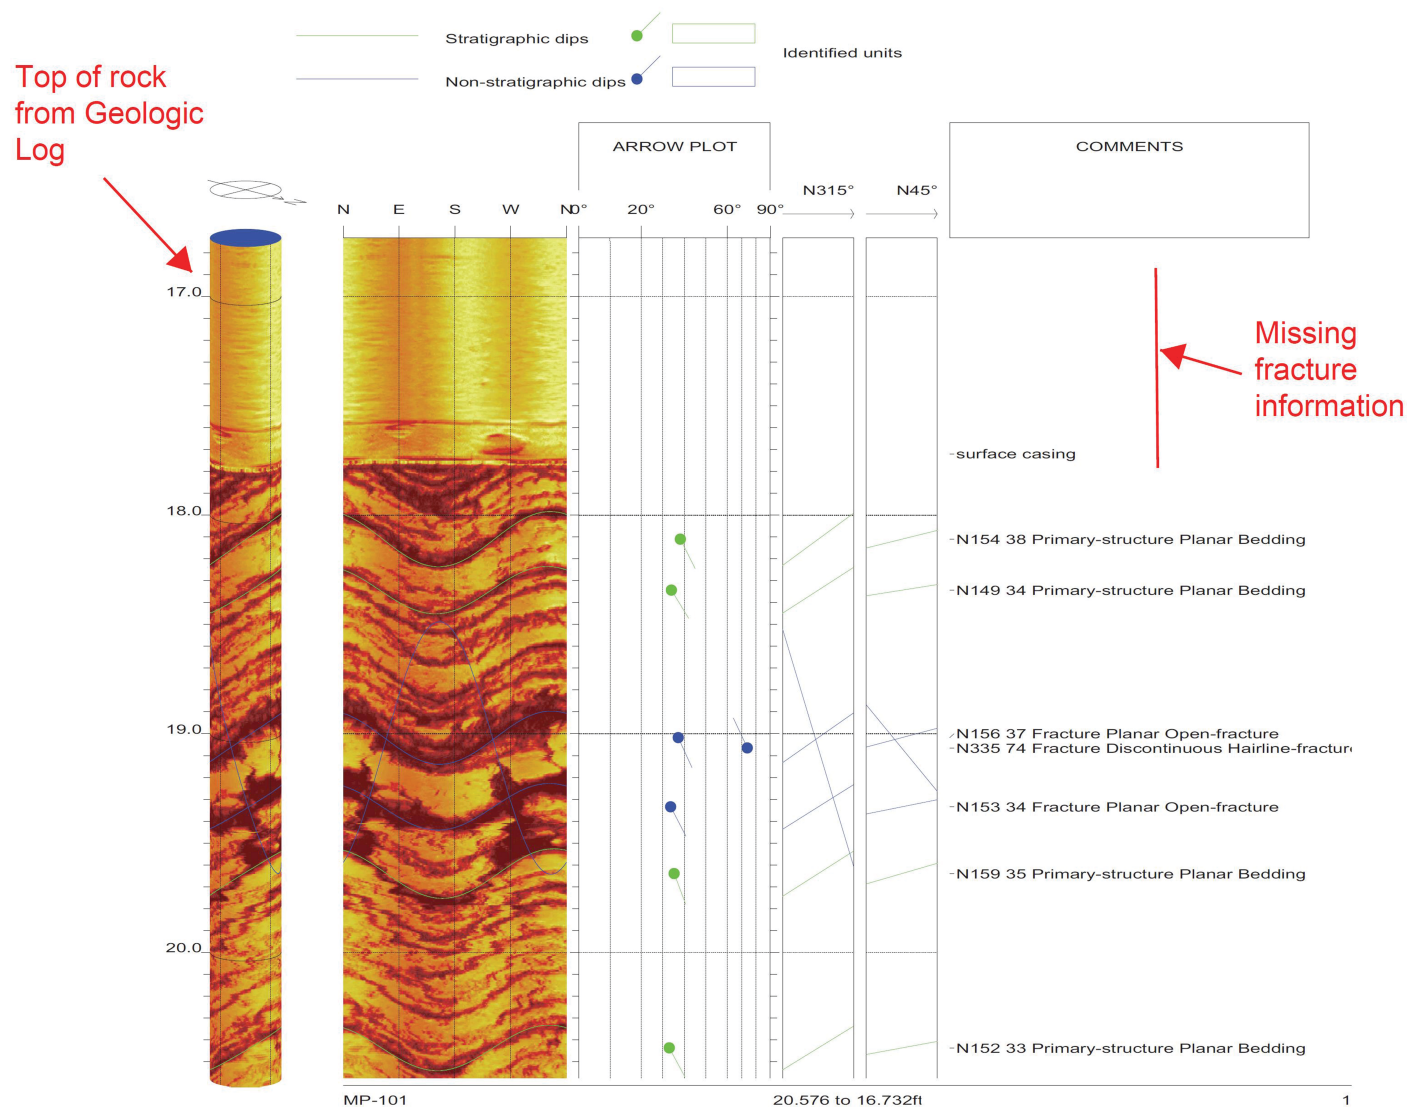 Stratigraphic dips
Identified units
Non-stratigraphic dips
Top of rock
from Geologic
Log
ARROW PLOT
COMMENTS
N315°
N45°
N E S W N
0° 20° 60° 90°
17.0
Missing
fracture
information
surface casing
18.0
N154 38 Primary-structure Planar Bedding
N149 34 Primary-structure Planar Bedding
19.0
N156 37 Fracture Planar Open-fracture
N335 74 Fracture Discontinuous Hairline-fracture
N153 34 Fracture Planar Open-fracture
N159 35 Primary-structure Planar Bedding
20.0
N152 33 Primary-structure Planar Bedding
MP-101 20.576 to 16.732ft 1